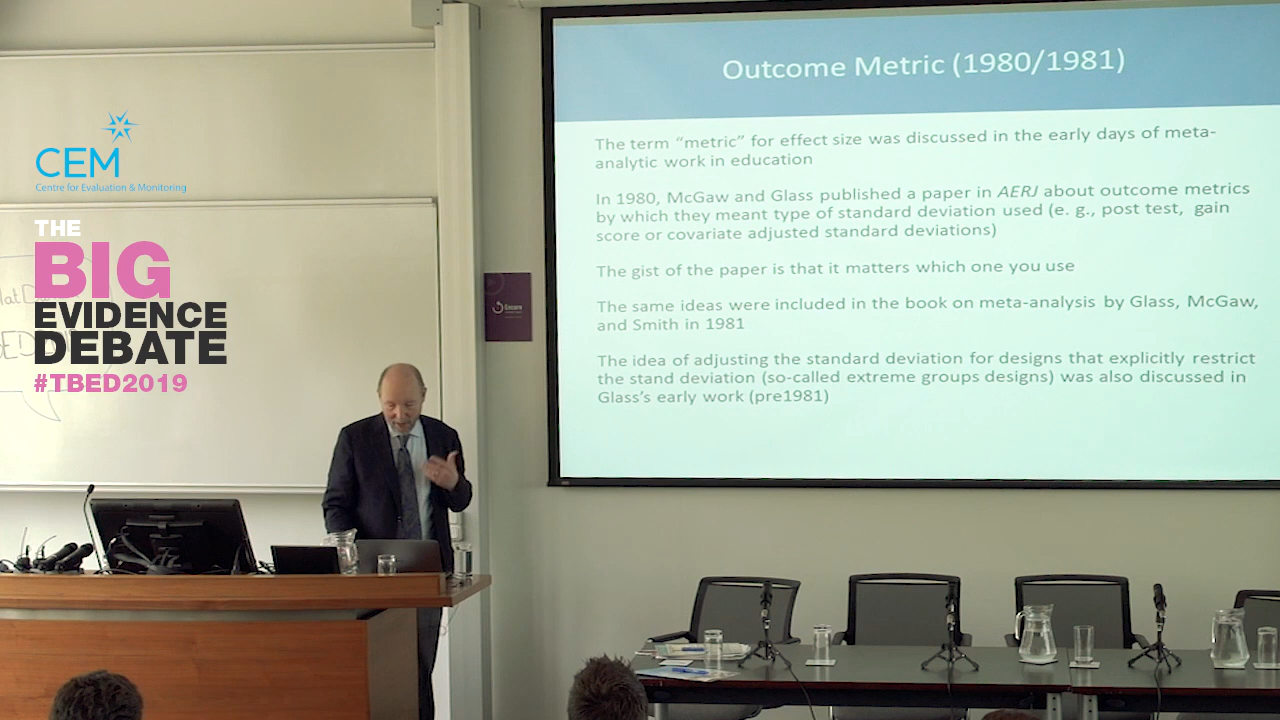 CEM
Centre for Evaluation & Monitoring
THE
BIG
EVIDENCE
DEBATE
#TBED2019
Outcome Metric (1980/1981)
The term “metric” for effect size was discussed in the early days of meta-
analytic work in education
In 1980, McGaw and Glass published a paper in AERJ about outcome metrics
by which they meant type of standard deviation used (e. g., post test, gain
score or covariate adjusted standard deviations)
The gist of the paper is that it matters which one you use
The same ideas were included in the book on meta-analysis by Glass, McGaw,
and Smith in 1981
The idea of adjusting the standard deviation for designs that explicitly restrict
the stand deviation (so-called extreme groups designs) was also discussed in
Glass’s early work (pre1981)